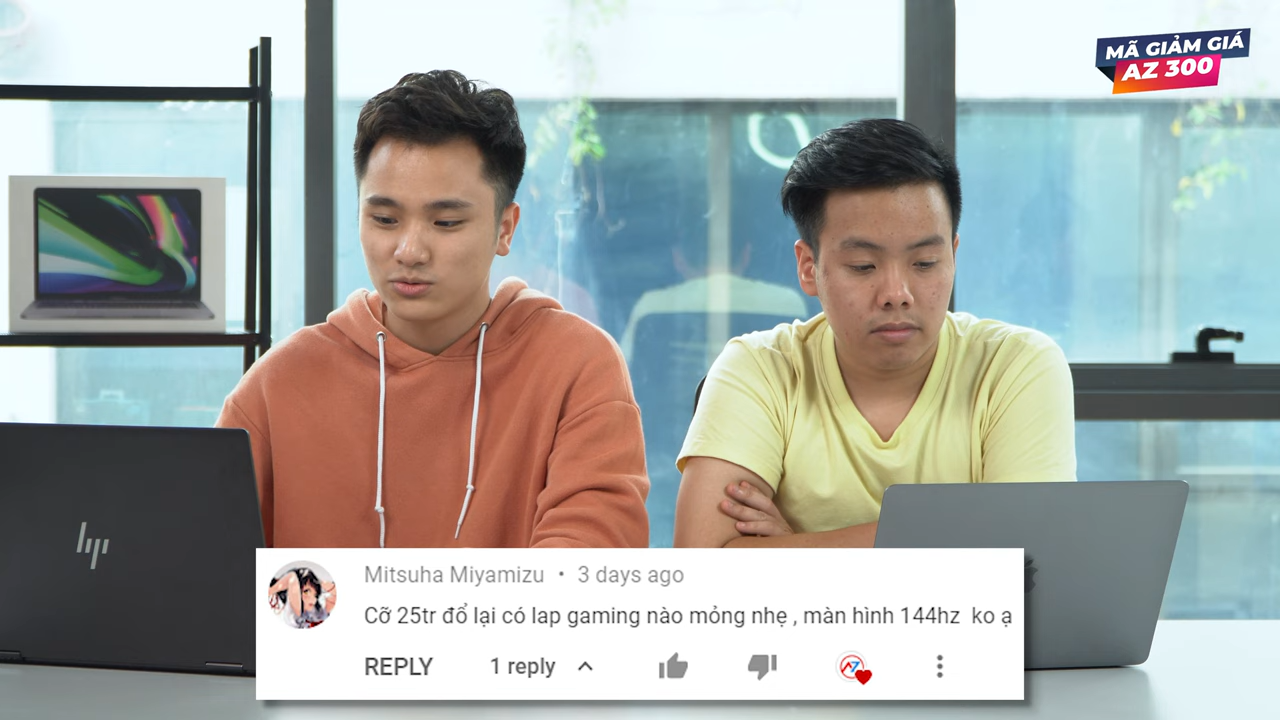 MÃ GIẢM GIÁ
AZ 300
hp
Mitsuha Miyamizu • 3 days ago
Cỡ 25tr đổ lại có lap gaming nào mỏng nhẹ , màn hình 144hz ko ạ
REPLY 1 reply